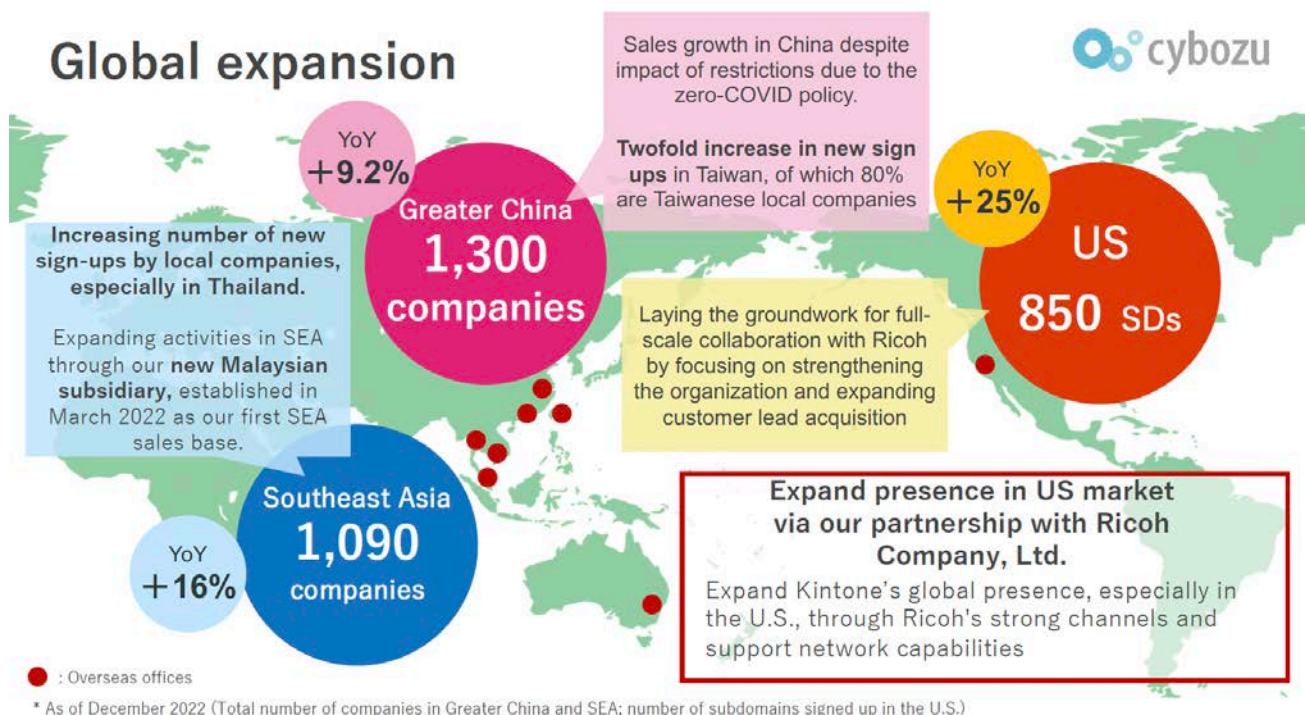 Global expansion
cybozu
Sales growth in China despite
impact of restrictions due to the
zero-COVID policy.
Twofold increase in new sign
ups in Taiwan, of which 80%
are Taiwanese local companies
YoY
+9.2%
Greater China
1,300
companies
YoY
+25%
US
850 SDs
Increasing number of new
sign-ups by local companies,
especially in Thailand.
Expanding activities in SEA
through our new Malaysian
subsidiary, established in
March 2022 as our first SEA
sales base.
Laying the groundwork for full-
scale collaboration with Ricoh
by focusing on strengthening
the organization and expanding
customer lead acquisition
Southeast Asia
1,090
companies
YoY
+16%
Expand presence in US market
via our partnership with Ricoh
Company, Ltd.
Expand Kintone's global presence, especially in
the U.S., through Ricoh's strong channels and
support network capabilities
: Overseas offices
* As of December 2022 (Total number of companies in Greater China and SEA; number of subdomains signed up in the U.S.)